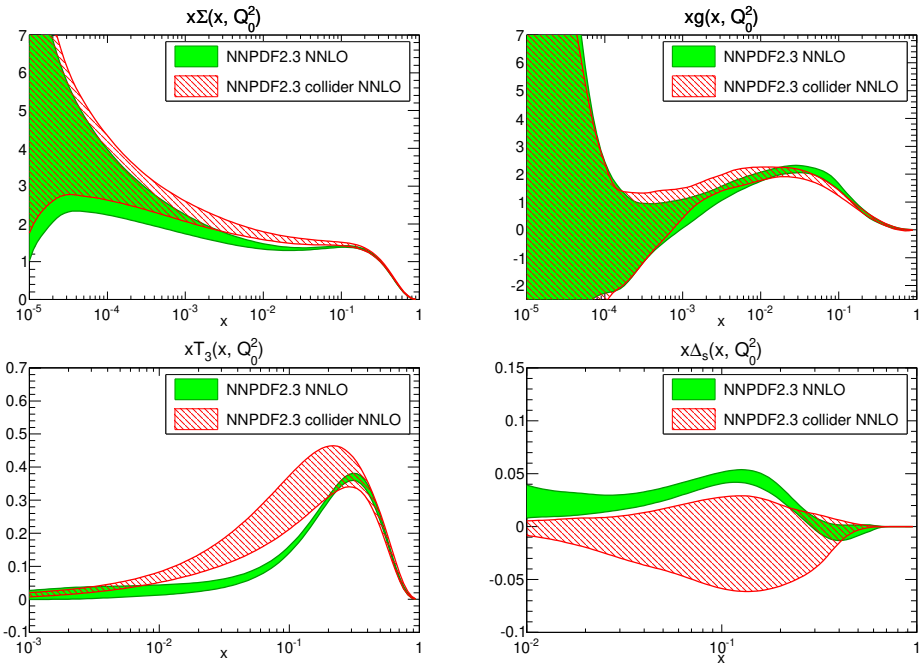 xΣ(x, Q₀²)
7
6
5
4
3
2
1
0
NNPDF2.3 NNLO
NNPDF2.3 collider NNLO
10⁻⁵ 10⁻⁴ 10⁻³ 10⁻² 10⁻¹ 1
x
xg(x, Q₀²)
7
6
5
4
3
2
1
0
-1
-2
NNPDF2.3 NNLO
NNPDF2.3 collider NNLO
10⁻⁵ 10⁻⁴ 10⁻³ 10⁻² 10⁻¹ 1
x
xT₃(x, Q₀²)
0.7
0.6
0.5
0.4
0.3
0.2
0.1
0
-0.1
NNPDF2.3 NNLO
NNPDF2.3 collider NNLO
10⁻³ 10⁻² 10⁻¹ 1
x
xΔₛ(x, Q₀²)
0.15
0.1
0.05
0
-0.05
-0.1
NNPDF2.3 NNLO
NNPDF2.3 collider NNLO
10⁻² 10⁻¹ 1
x